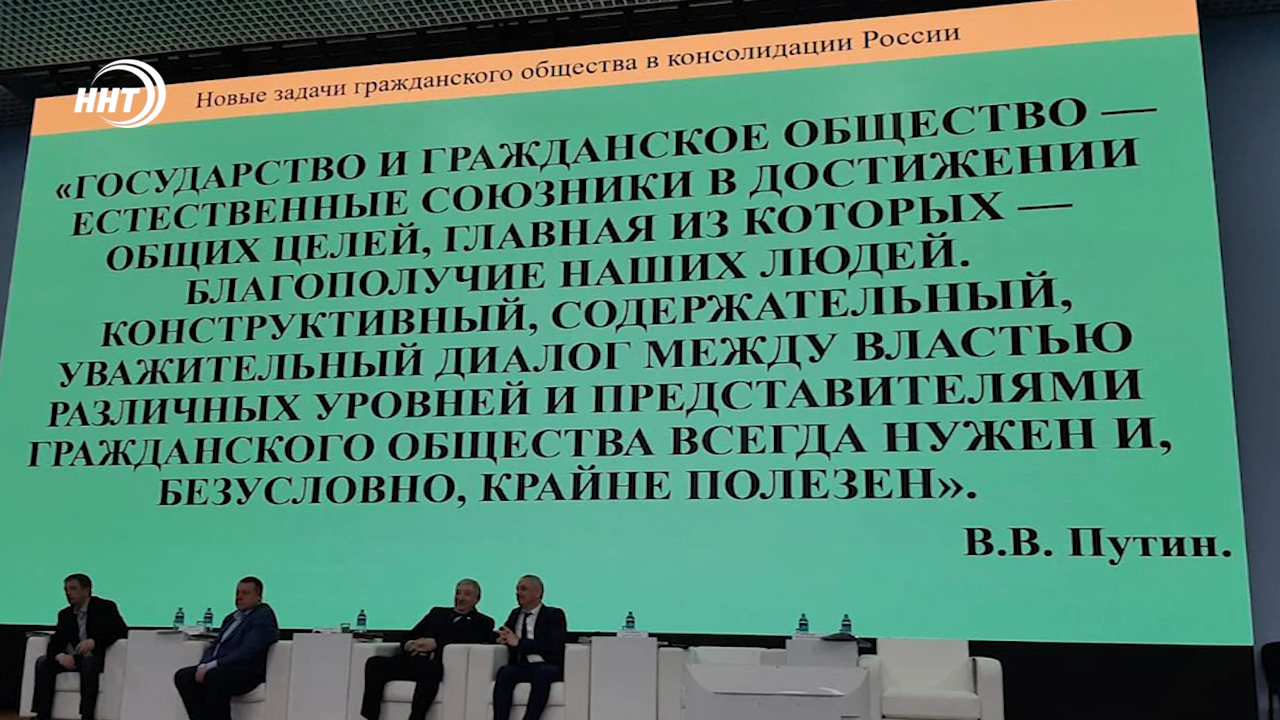 ННТ
Новые задачи гражданского общества в консолидации России
«ГОСУДАРСТВО И ГРАЖДАНСКОЕ ОБЩЕСТВО —
ЕСТЕСТВЕННЫЕ СОЮЗНИКИ В ДОСТИЖЕНИИ
ОБЩИХ ЦЕЛЕЙ, ГЛАВНАЯ ИЗ КОТОРЫХ —
БЛАГОПОЛУЧИЕ НАШИХ ЛЮДЕЙ.
КОНСТРУКТИВНЫЙ, СОДЕРЖАТЕЛЬНЫЙ,
УВАЖИТЕЛЬНЫЙ ДИАЛОГ МЕЖДУ ВЛАСТЬЮ
РАЗЛИЧНЫХ УРОВНЕЙ И ПРЕДСТАВИТЕЛЯМИ
ГРАЖДАНСКОГО ОБЩЕСТВА ВСЕГДА НУЖЕН И,
БЕЗУСЛОВНО, КРАЙНЕ ПОЛЕЗЕН».
В.В. Путин.